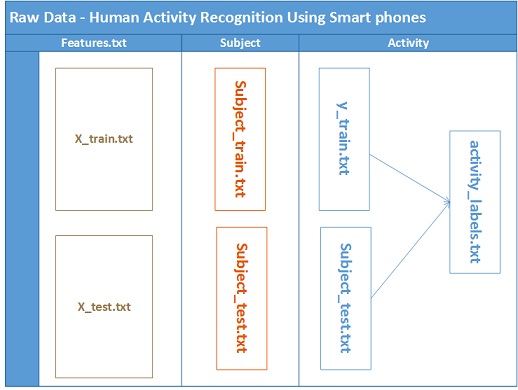 Raw Data - Human Activity Recognition Using Smart phones
Features.txt
Subject
Activity
X_train.txt
Subject_train.txt
y_train.txt
activity_labels.txt
X_test.txt
Subject_test.txt
Subject_test.txt